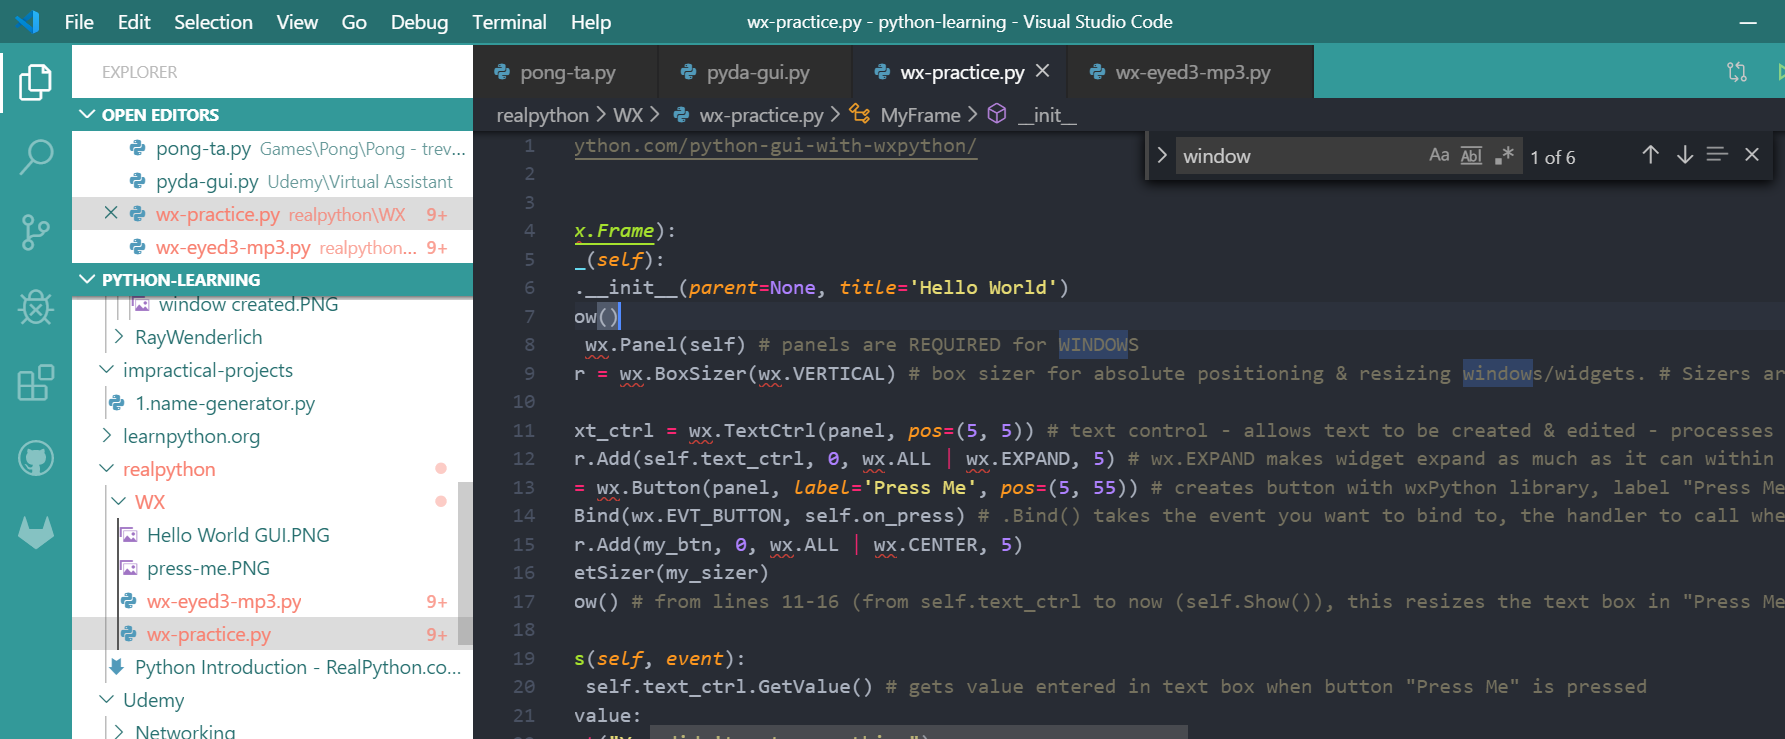 File Edit Selection View Go Debug Terminal Help wx-practice.py - python-learning - Visual Studio Code
EXPLORER
OPEN EDITORS
pong-ta.py Games\Pong\Pong - trev...
pyda-gui.py Udemy\Virtual Assistant
wx-practice.py realpython\WX 9+
wx-eyed3-mp3.py realpython... 9+
PYTHON-LEARNING
window created.PNG
RayWenderlich
impractical-projects
1.name-generator.py
learnpython.org
realpython
WX
Hello World GUI.PNG
press-me.PNG
wx-eyed3-mp3.py 9+
wx-practice.py 9+
Python Introduction - RealPython.co...
Udemy
Networking
pong-ta.py pyda-gui.py wx-practice.py wx-eyed3-mp3.py
realpython > WX > wx-practice.py > MyFrame > __init__
window Aa Abl .* 1 of 6
1 ython.com/python-gui-with-wxpython/
2
3
4 x.Frame):
5 _(self):
6 .__init__(parent=None, title='Hello World')
7 ow()
8 wx.Panel(self) # panels are REQUIRED for WINDOWS
9 r = wx.BoxSizer(wx.VERTICAL) # box sizer for absolute positioning & resizing windows/widgets. # Sizers ar
10
11 xt_ctrl = wx.TextCtrl(panel, pos=(5, 5)) # text control - allows text to be created & edited - processes
12 r.Add(self.text_ctrl, 0, wx.ALL | wx.EXPAND, 5) # wx.EXPAND makes widget expand as much as it can within
13 = wx.Button(panel, label='Press Me', pos=(5, 55)) # creates button with wxPython library, label "Press Me
14 Bind(wx.EVT_BUTTON, self.on_press) # .Bind() takes the event you want to bind to, the handler to call whe
15 r.Add(my_btn, 0, wx.ALL | wx.CENTER, 5)
16 etSizer(my_sizer)
17 ow() # from lines 11-16 (from self.text_ctrl to now (self.Show()), this resizes the text box in "Press Me
18
19 s(self, event):
20 self.text_ctrl.GetValue() # gets value entered in text box when button "Press Me" is pressed
21 value: